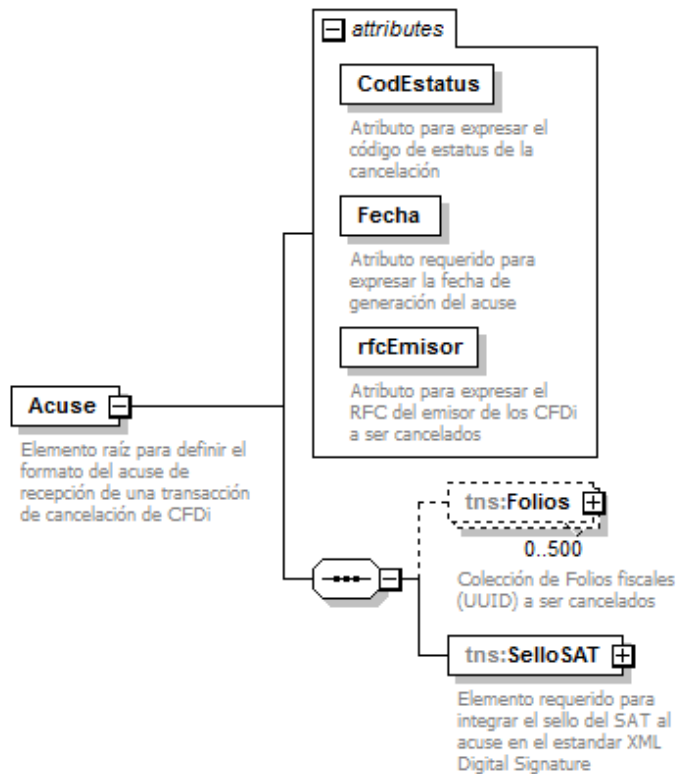 attributes
CodEstatus
Atributo para expresar el
código de estatus de la
cancelación
Fecha
Atributo requerido para
expresar la fecha de
generación del acuse
rfcEmisor
Atributo para expresar el
RFC del emisor de los CFDi
a ser cancelados
Acuse
Elemento raíz para definir el
formato del acuse de
recepción de una transacción
de cancelación de CFDi
tns:Folios
0..500
Colección de Folios fiscales
(UUID) a ser cancelados
tns:SelloSAT
Elemento requerido para
integrar el sello del SAT al
acuse en el estandar XML
Digital Signature